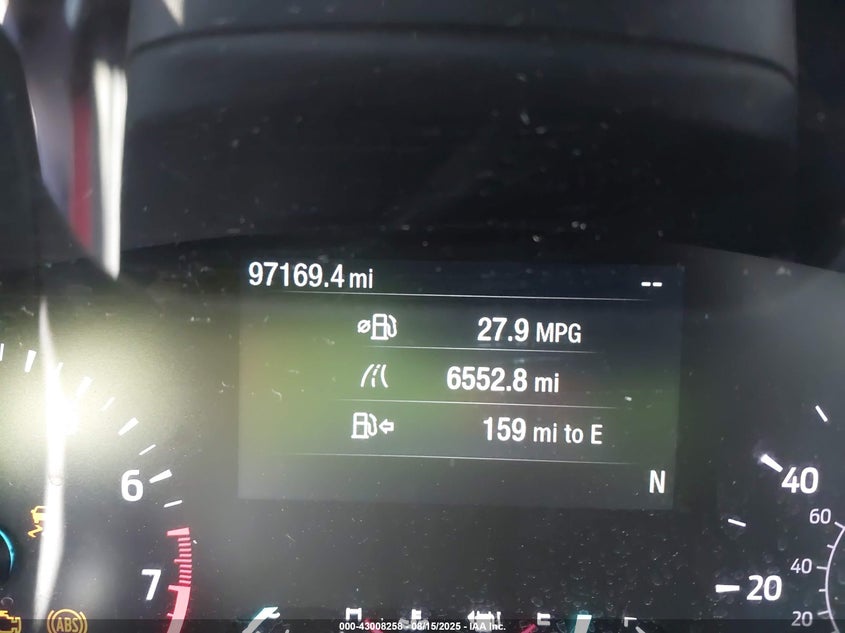 97169.4 mi --
27.9 MPG
6552.8 mi
159 mi to E
N
6
7
40
20
60
40
20
ABS
000-43008258 - 08/15/2025 - IAA Inc.